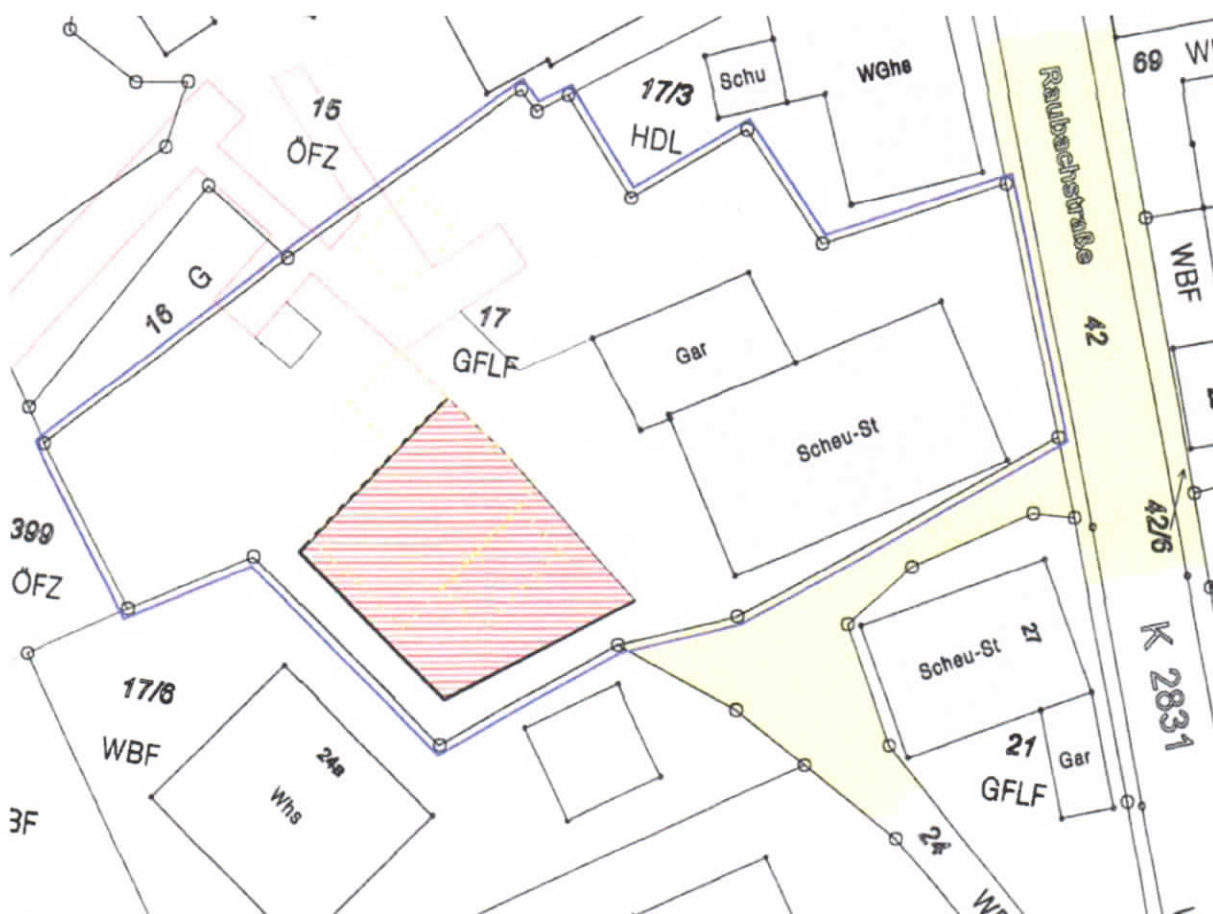 15
ÖFZ
17/3
HDL
Schu
WGhs
Raubachstraße
42
69
WBF
16
G
17
GFLF
Gar
Scheu-St
399
ÖFZ
17/6
WBF
24a
Whs
Scheu-St
27
21
GFLF
Gar
24
42/6
K 2831